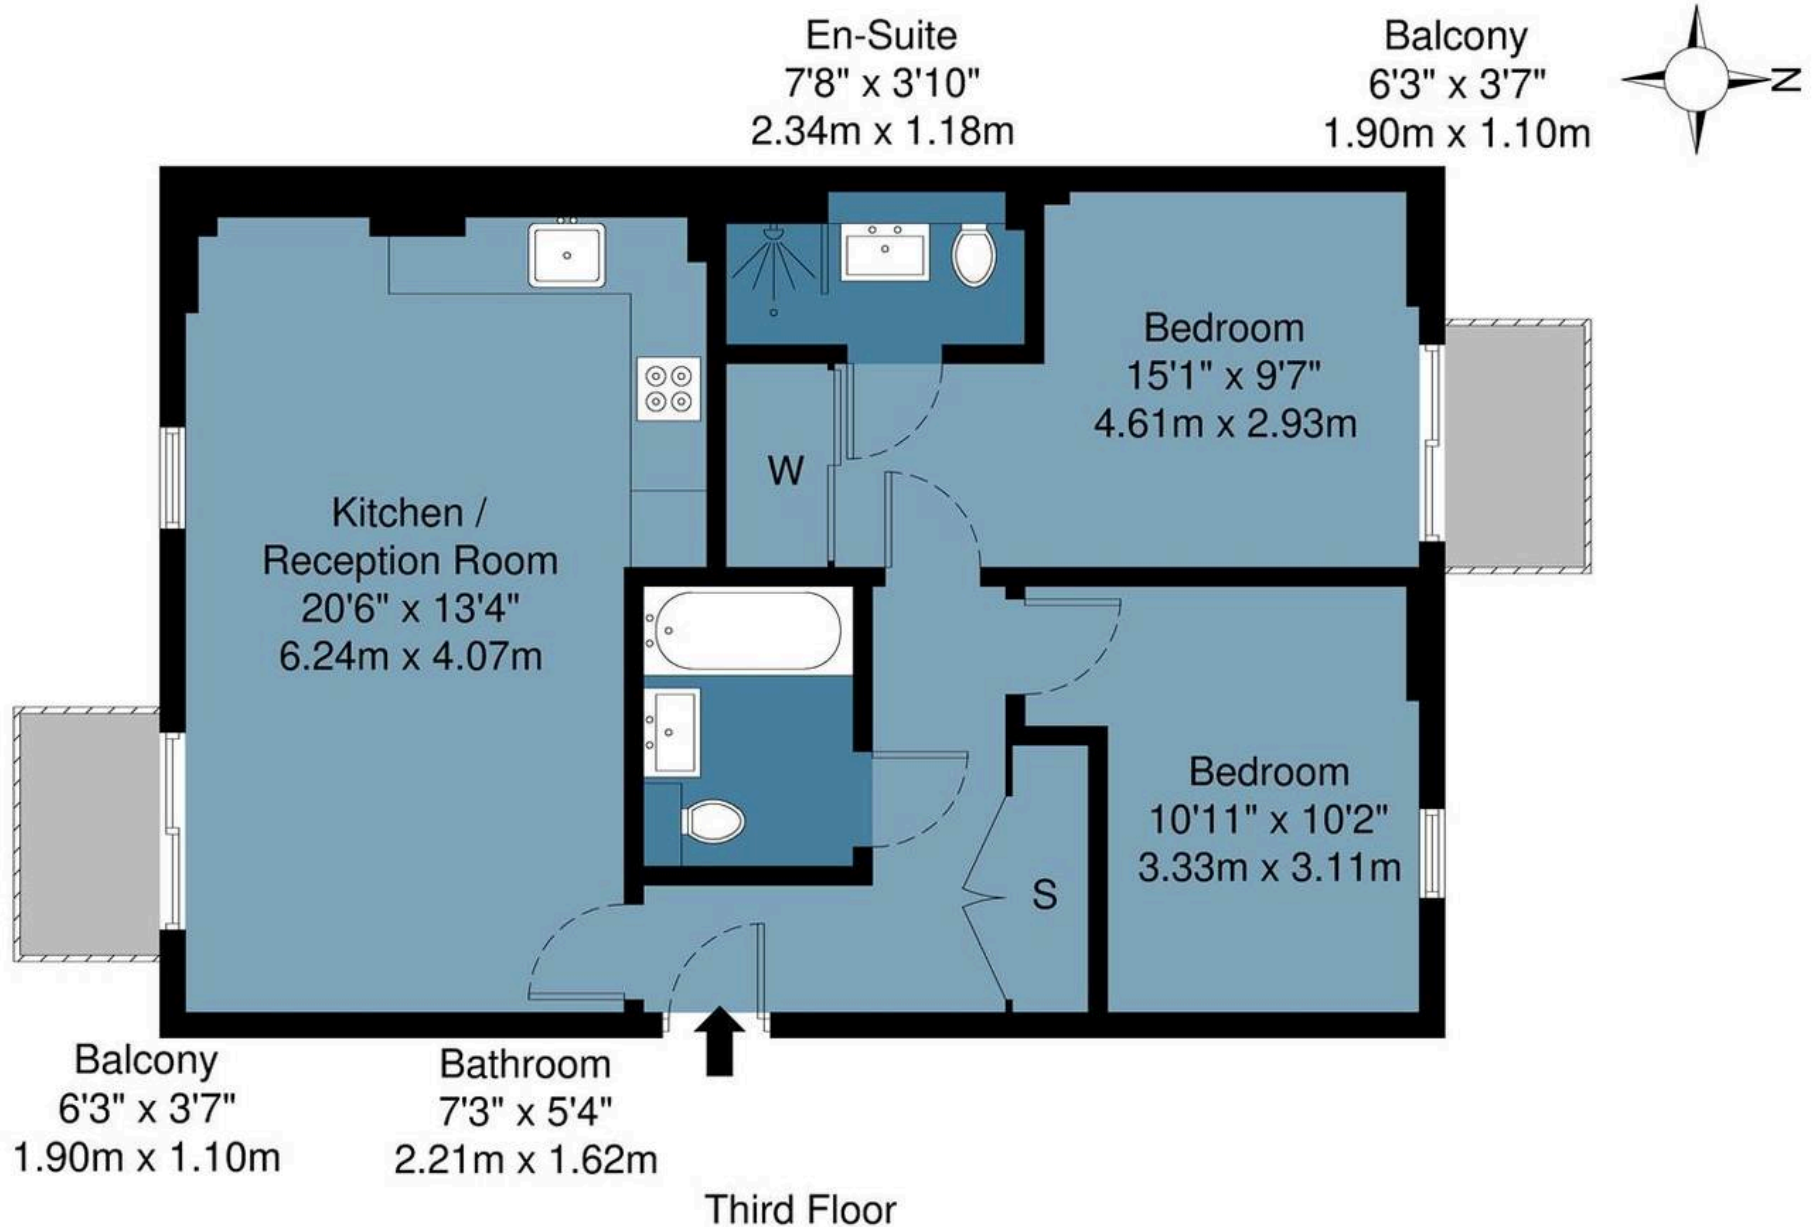 En-Suite
7'8" x 3'10"
2.34m x 1.18m
Balcony
6'3" x 3'7"
1.90m x 1.10m
N
Bedroom
15'1" x 9'7"
4.61m x 2.93m
W
Kitchen /
Reception Room
20'6" x 13'4"
6.24m x 4.07m
Bedroom
10'11" x 10'2"
3.33m x 3.11m
S
Balcony
6'3" x 3'7"
1.90m x 1.10m
Bathroom
7'3" x 5'4"
2.21m x 1.62m
Third Floor